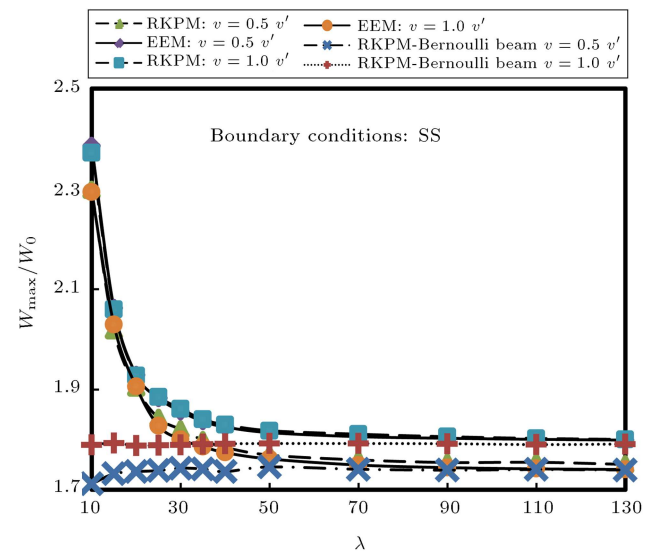 RKPM: v = 0.5 v′
EEM: v = 1.0 v′
EEM: v = 0.5 v′
RKPM-Bernoulli beam v = 0.5 v′
RKPM: v = 1.0 v′
RKPM-Bernoulli beam v = 1.0 v′
2.5
Boundary conditions: SS
2.3
2.1
1.9
1.7
W_max/W_0
10
30
50
70
90
110
130
λ